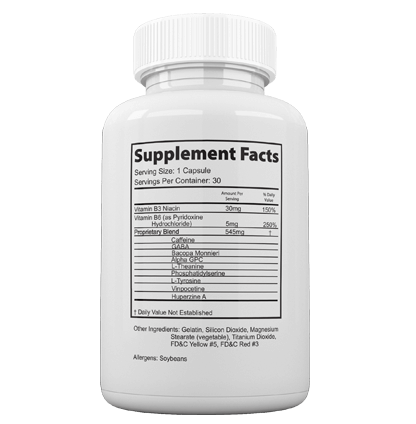 Supplement Facts
Serving Size: 1 Capsule
Servings Per Container: 30
Amount Per Serving % Daily Value
Vitamin B3 Niacin 30mg 150%
Vitamin B6 (as Pyridoxine
Hydrochloride) 5mg 250%
Proprietary Blend 545mg †
Caffeine
GABA
Bacopa Monnieri
Alpha GPC
L-Theanine
Phosphatidylserine
L-Tyrosine
Vinpocetine
Huperzine A
† Daily Value Not Established
Other Ingredients: Gelatin, Silicon Dioxide, Magnesium
Stearate (vegetable), Titanium Dioxide,
FD&C Yellow #5, FD&C Red #3
Allergens: Soybeans